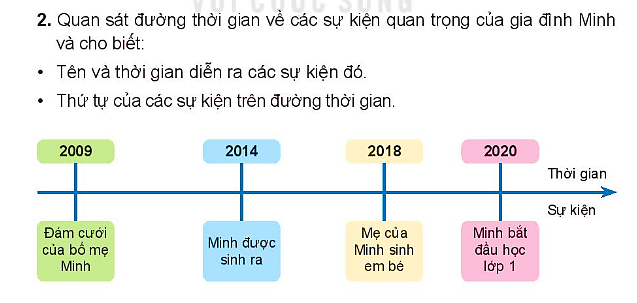 VỚI CUỘC SỐNG
2. Quan sát đường thời gian về các sự kiện quan trọng của gia đình Minh
và cho biết:
• Tên và thời gian diễn ra các sự kiện đó.
• Thứ tự của các sự kiện trên đường thời gian.
2009 2014 2018 2020
Thời gian
Sự kiện
Đám cưới
của bố mẹ
Minh
Minh được
sinh ra
Mẹ của
Minh sinh
em bé
Minh bắt
đầu học
lớp 1